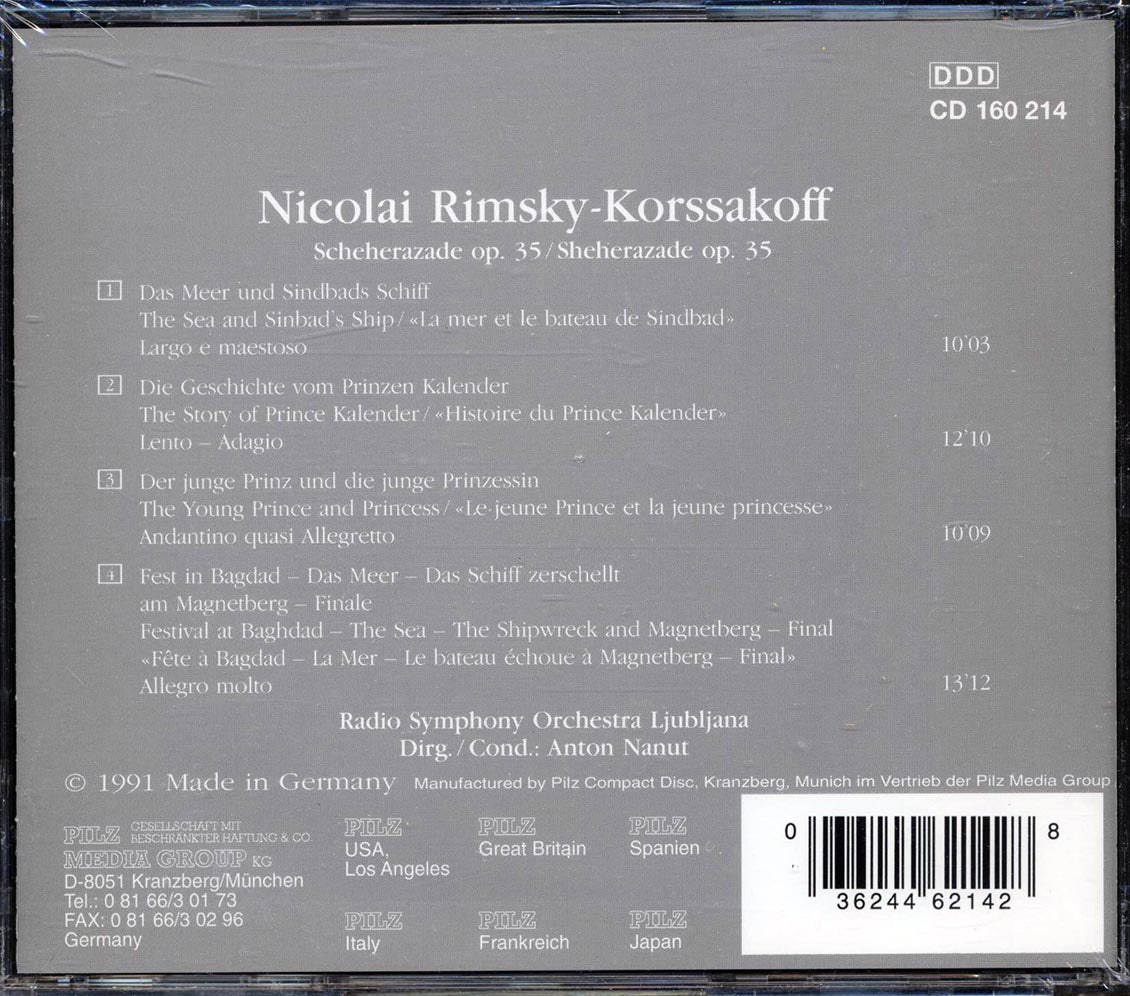 DDD
CD 160 214
Nicolai Rimsky-Korssakoff
Scheherazade op. 35/Sheherazade op. 35
1 Das Meer und Sindbads Schiff
The Sea and Sinbad's Ship/«La mer et le bateau de Sindbad»
Largo e maestoso 10'03
2 Die Geschichte vom Prinzen Kalender
The Story of Prince Kalender/«Histoire du Prince Kalender»
Lento – Adagio 12'10
3 Der junge Prinz und die junge Prinzessin
The Young Prince and Princess/«Le jeune Prince et la jeune princesse»
Andantino quasi Allegretto 10'09
4 Fest in Bagdad – Das Meer – Das Schiff zerschellt
am Magnetberg – Finale
Festival at Baghdad – The Sea – The Shipwreck and Magnetberg – Final
«Fête à Bagdad – La Mer – Le bateau échoue à Magnetberg – Final»
Allegro molto 13'12
Radio Symphony Orchestra Ljubljana
Dirg./Cond.: Anton Nanut
© 1991 Made in Germany Manufactured by Pilz Compact Disc, Kranzberg, Munich im Vertrieb der Pilz Media Group
PILZ GESELLSCHAFT MIT
BESCHRÄNKTER HAFTUNG & CO.
MEDIA GROUP KG
D-8051 Kranzberg/München
Tel.: 0 81 66/3 01 73
FAX: 0 81 66/3 02 96
Germany
PILZ
USA,
Los Angeles
PILZ
Great Britain
PILZ
Spanien
PILZ
Italy
PILZ
Frankreich
PILZ
Japan
0 36244 62142 8